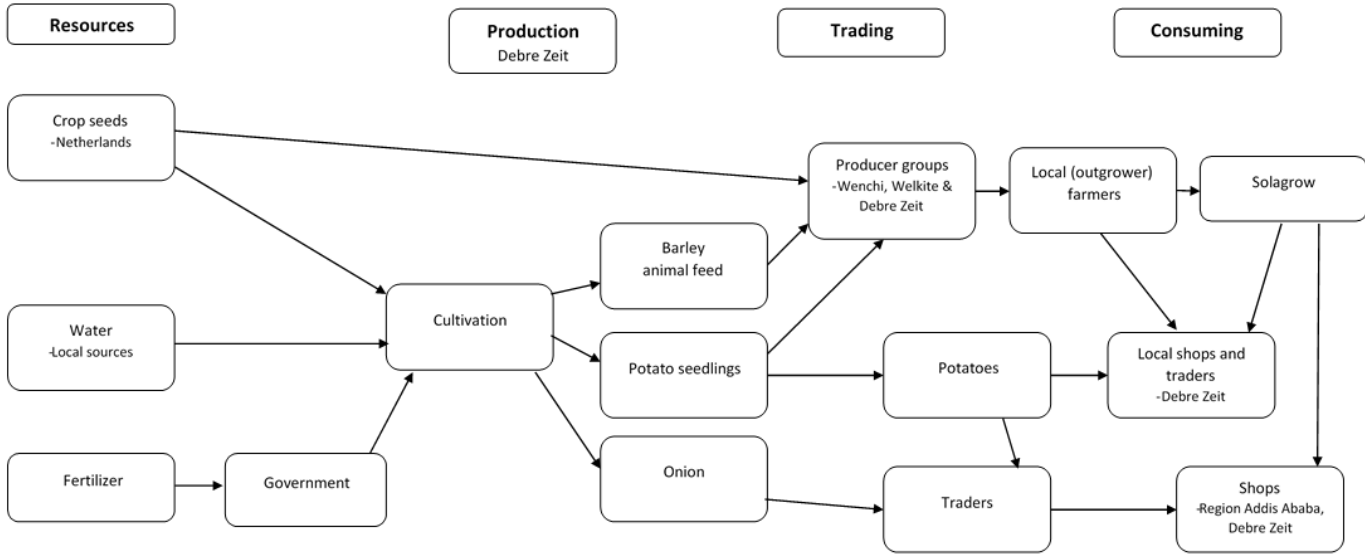 Resources
Production
Debre Zeit
Trading
Consuming
Crop seeds
-Netherlands
Producer groups
-Wenchi, Welkite &
Debre Zeit
Local (outgrower)
farmers
Solagrow
Barley
animal feed
Water
-Local sources
Cultivation
Potato seedlings
Potatoes
Local shops and
traders
-Debre Zeit
Fertilizer
Government
Onion
Traders
Shops
-Region Addis Ababa,
Debre Zeit